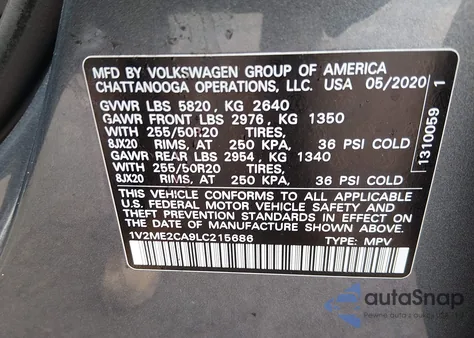 MFD BY VOLKSWAGEN GROUP OF AMERICA
CHATTANOOGA OPERATIONS, LLC. USA 05/2020
GVWR LBS 5820, KG 2640
GAWR FRONT LBS 2976, KG 1350
WITH 255/50R20 TIRES,
8JX20 RIMS, AT 250 KPA, 36 PSI COLD
GAWR REAR LBS 2954, KG 1340
WITH 255/50R20 TIRES,
8JX20 RIMS, AT 250 KPA, 36 PSI COLD
THIS VEHICLE CONFORMS TO ALL APPLICABLE
U.S. FEDERAL MOTOR VEHICLE SAFETY AND
THEFT PREVENTION STANDARDS IN EFFECT ON
THE DATE OF MANUFACTURE SHOWN ABOVE.
1V2ME2CA9LC215686 TYPE: MPV
1310059 1
autoSnap